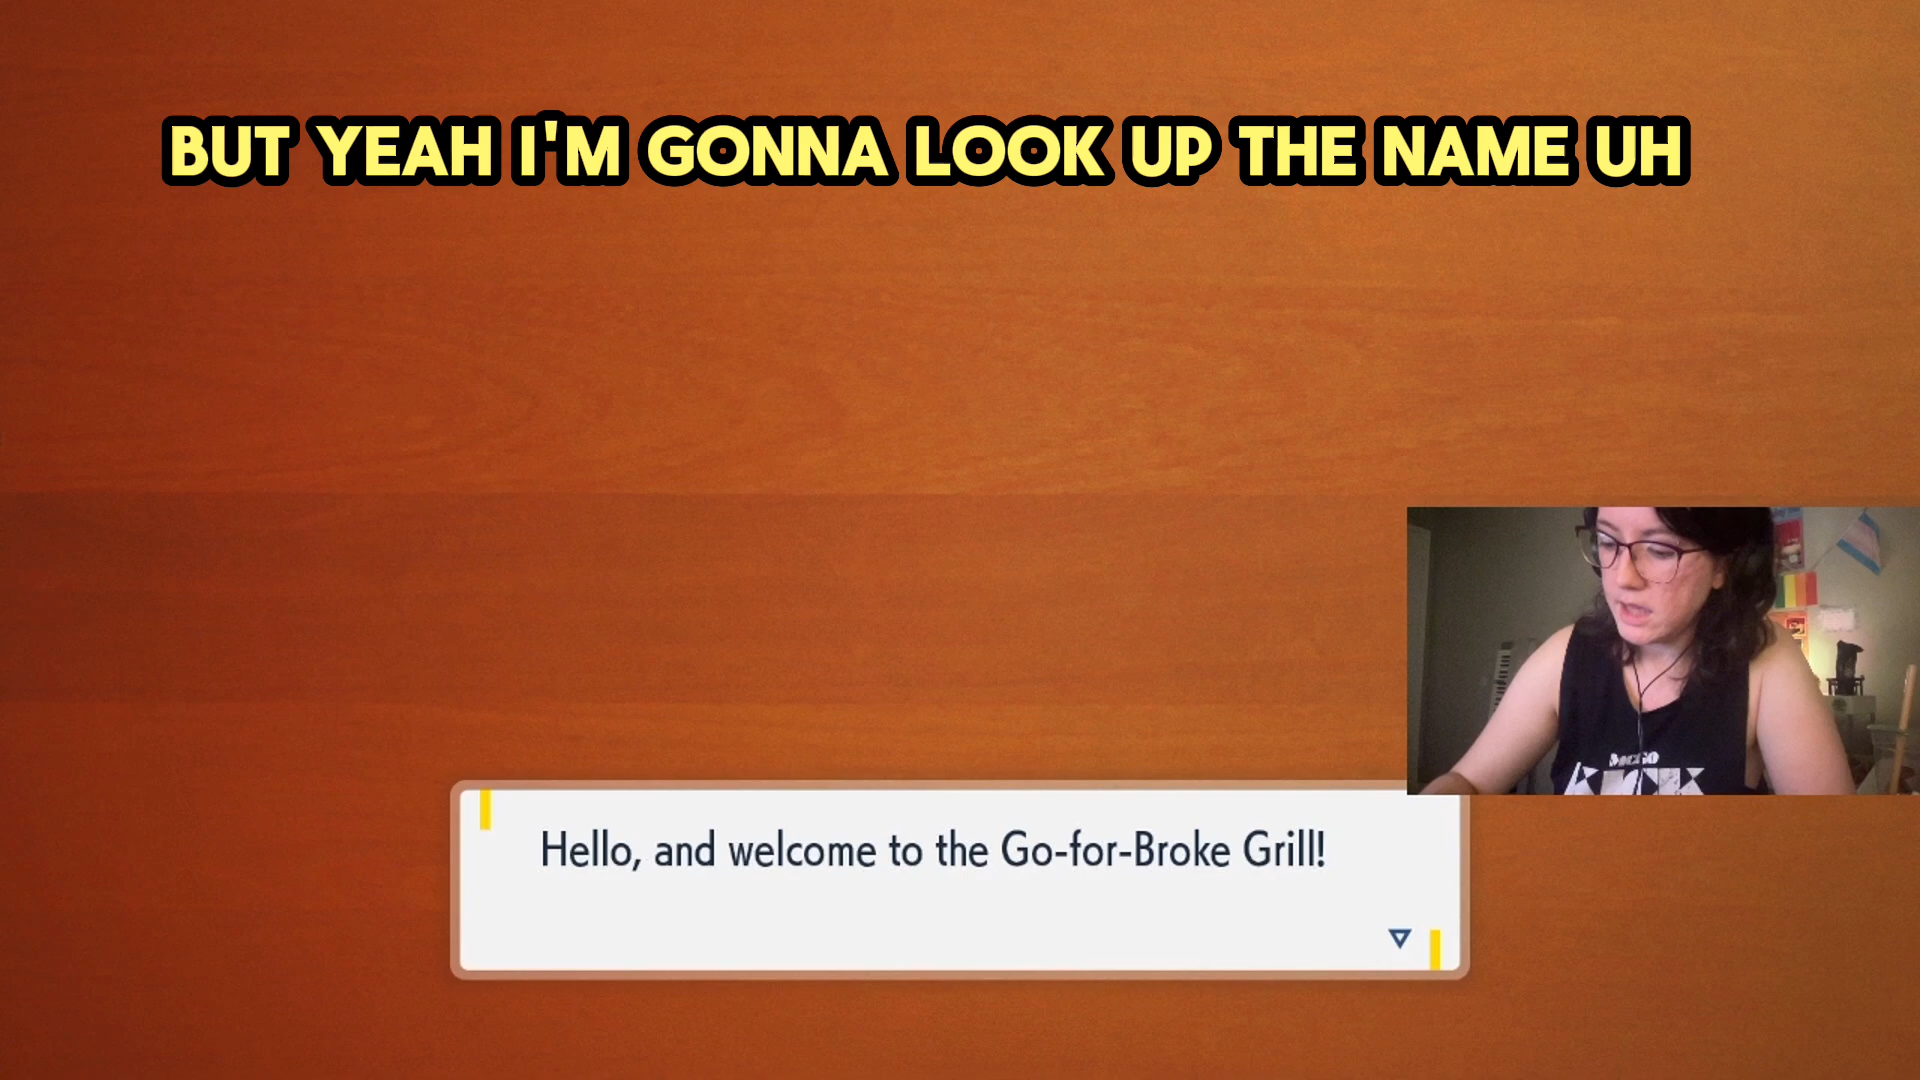 BUT YEAH I'M GONNA LOOK UP THE NAME UH
Hello, and welcome to the Go-for-Broke Grill!